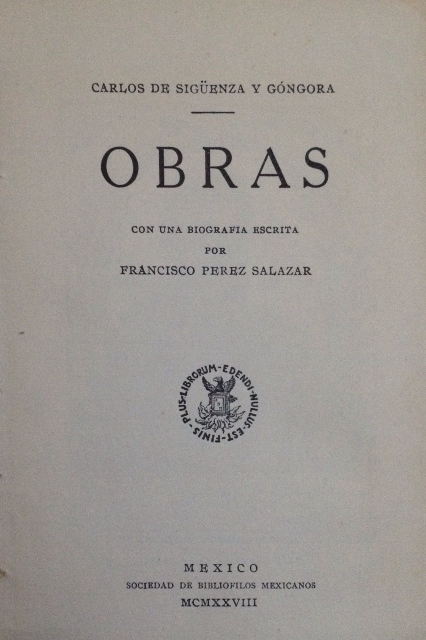 CARLOS DE SIGÜENZA Y GÓNGORA
OBRAS
CON UNA BIOGRAFIA ESCRITA
POR
FRANCISCO PEREZ SALAZAR
PLUS-LIBRORUM-EDENDI-NULLUS-EST-FINIS-
MEXICO
SOCIEDAD DE BIBLIOFILOS MEXICANOS
MCMXXVIII